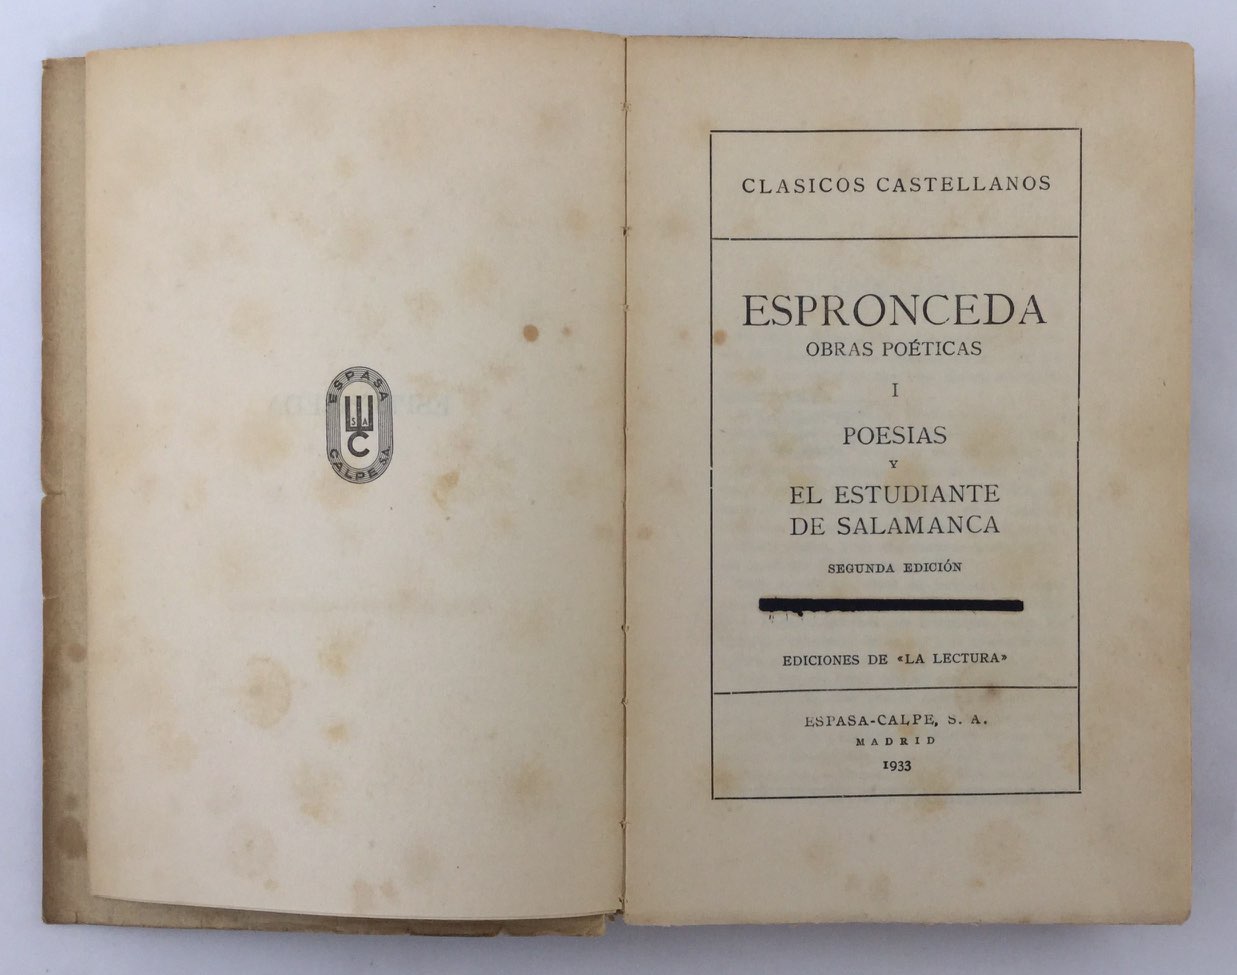 ESPASA
S A
C
CALPE SA.
CLASICOS CASTELLANOS
ESPRONCEDA
OBRAS POÉTICAS
I
POESIAS
Y
EL ESTUDIANTE
DE SALAMANCA
SEGUNDA EDICIÓN
EDICIONES DE «LA LECTURA»
ESPASA-CALPE, S. A.
MADRID
1933